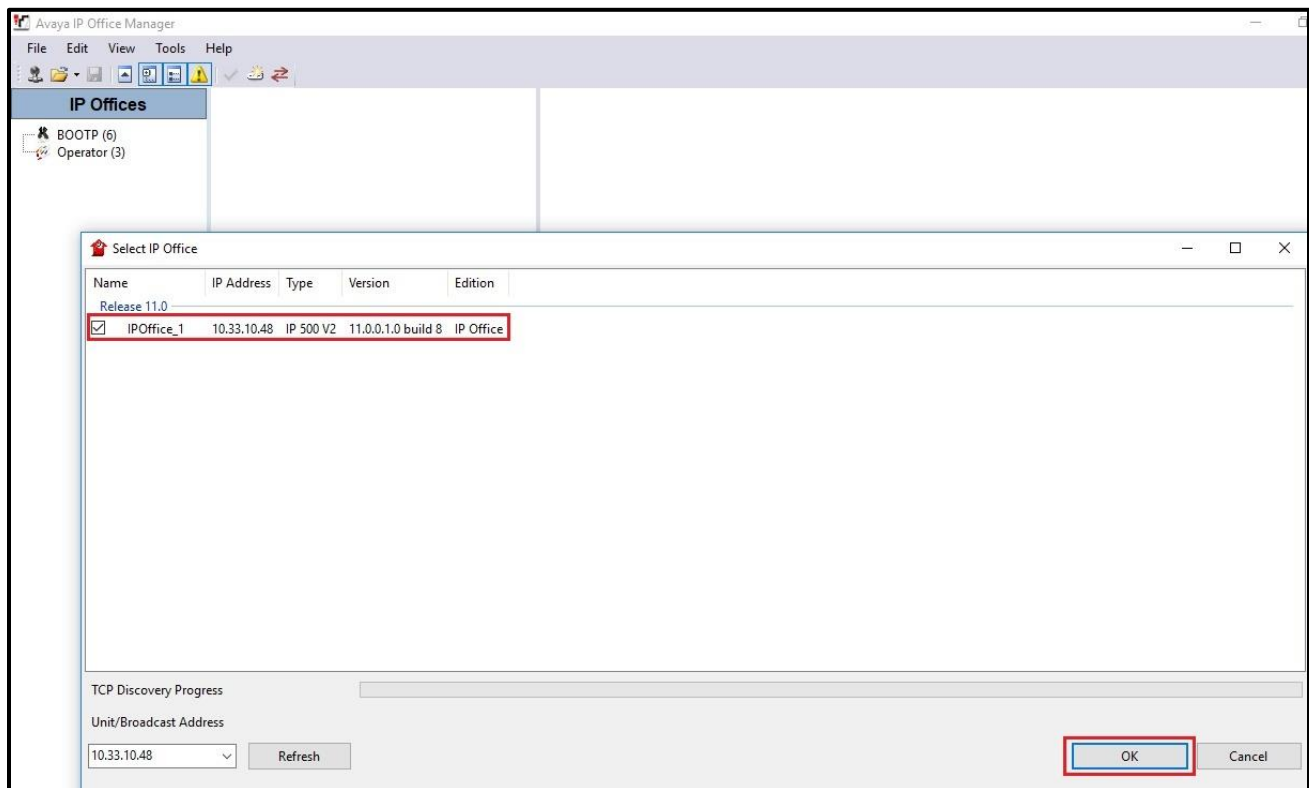 Avaya IP Office Manager
File Edit View Tools Help
IP Offices
BOOTP (6)
Operator (3)
Select IP Office
Name IP Address Type Version Edition
Release 11.0
IPOffice_1 10.33.10.48 IP 500 V2 11.0.0.1.0 build 8 IP Office
TCP Discovery Progress
Unit/Broadcast Address
10.33.10.48 Refresh OK Cancel